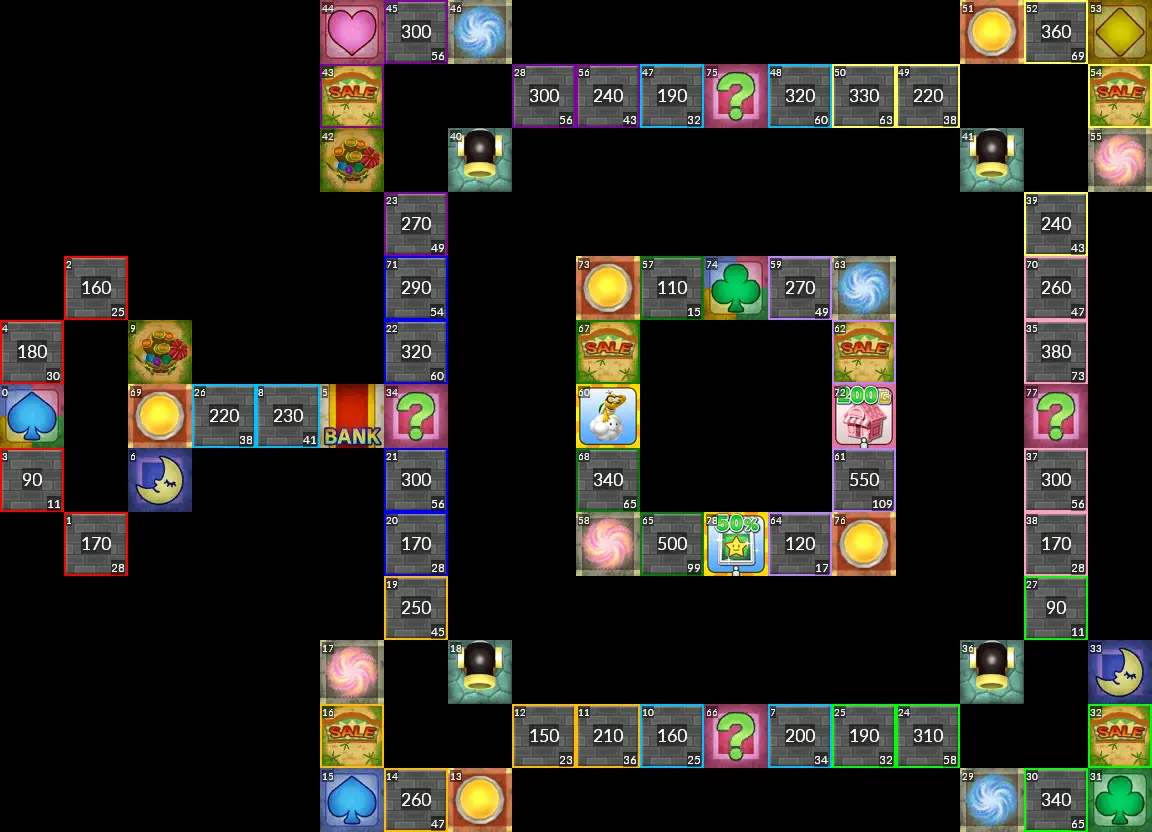 44 45 300 56 46 51 52 360 69 53
43 SALE 28 300 56 56 240 43 47 190 32 75 ? 48 320 60 50 330 63 49 220 38 54 SALE
42 40 41 55
23 270 49 39 240 43
2 160 25 71 290 54 73 57 110 15 74 59 270 49 63 70 260 47
4 180 30 9 22 320 60 67 SALE 62 SALE 35 380 73
0 69 26 220 38 8 230 41 5 BANK 34 ? 60 72 200G 77 ?
3 90 11 6 21 300 56 68 340 65 61 550 109 37 300 56
1 170 28 20 170 28 58 65 500 99 78 50% 64 120 17 76 38 170 28
19 250 45 27 90 11
17 18 36 33
16 SALE 12 150 23 11 210 36 10 160 25 66 ? 7 200 34 25 190 32 24 310 58 32 SALE
15 14 260 47 13 29 30 340 65 31